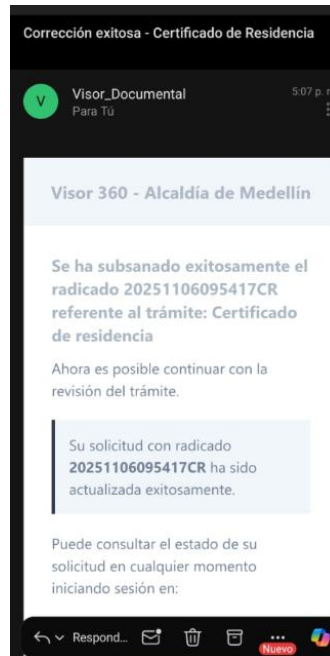 Corrección exitosa - Certificado de Residencia
V
Visor_Documental
5:07 p. m
Para Tú
Visor 360 - Alcaldía de Medellín
Se ha subsanado exitosamente el
radicado 20251106095417CR
referente al trámite: Certificado
de residencia
Ahora es posible continuar con la
revisión del trámite.
Su solicitud con radicado
20251106095417CR ha sido
actualizada exitosamente.
Puede consultar el estado de su
solicitud en cualquier momento
iniciando sesión en:
Respond...
Nuevo